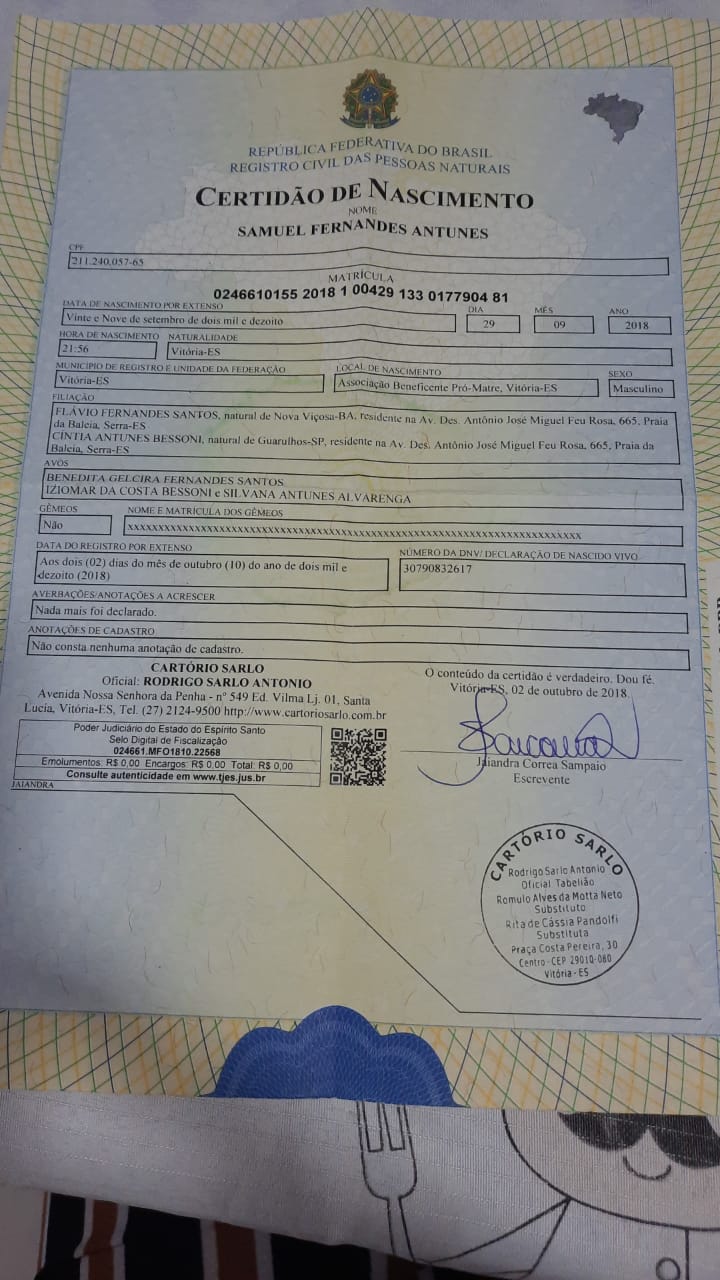 REPÚBLICA FEDERATIVA DO BRASIL
REGISTRO CIVIL DAS PESSOAS NATURAIS
CERTIDÃO DE NASCIMENTO
NOME
SAMUEL FERNANDES ANTUNES
CPF
211.240.057-65
MATRÍCULA
0246610155 2018 1 00429 133 0177904 81
DATA DE NASCIMENTO POR EXTENSO
DIA
MÊS
ANO
Vinte e Nove de setembro de dois mil e dezoito
29
09
2018
HORA DE NASCIMENTO
NATURALIDADE
21:56
Vitória-ES
MUNICÍPIO DE REGISTRO E UNIDADE DA FEDERAÇÃO
LOCAL DE NASCIMENTO
SEXO
Vitória-ES
Associação Beneficente Pró-Matre, Vitória-ES
Masculino
FILIAÇÃO
FLÁVIO FERNANDES SANTOS, natural de Nova Viçosa-BA, residente na Av. Des. Antônio José Miguel Feu Rosa, 665, Praia
da Baleia, Serra-ES
CÍNTIA ANTUNES BESSONI, natural de Guarulhos-SP, residente na Av. Des. Antônio José Miguel Feu Rosa, 665, Praia da
Baleia, Serra-ES
AVÓS
BENEDITA GELCIRA FERNANDES SANTOS
IZIOMAR DA COSTA BESSONI e SILVANA ANTUNES ALVARENGA
GÊMEOS
NOME E MATRÍCULA DOS GÊMEOS
Não
xxxxxxxxxxxxxxxxxxxxxxxxxxxxxxxxxxxxxxxxxxxxxxxxxxxxxxxxxxxxxxxxxxxxxxxxxxxxxxx
DATA DO REGISTRO POR EXTENSO
NÚMERO DA DNV/ DECLARAÇÃO DE NASCIDO VIVO
Aos dois (02) dias do mês de outubro (10) do ano de dois mil e
dezoito (2018)
30790832617
AVERBAÇÕES/ANOTAÇÕES A ACRESCER
Nada mais foi declarado.
ANOTAÇÕES DE CADASTRO
Não consta nenhuma anotação de cadastro.
CARTÓRIO SARLO
Oficial: RODRIGO SARLO ANTONIO
Avenida Nossa Senhora da Penha - nº 549 Ed. Vilma Lj. 01, Santa
Lucia, Vitória-ES, Tel. (27) 2124-9500 http://www.cartoriosarlo.com.br
O conteúdo da certidão é verdadeiro. Dou fé.
Vitória-ES, 02 de outubro de 2018.
Poder Judiciário do Estado do Espírito Santo
Selo Digital de Fiscalização
024661.MFO1810.22568
Emolumentos: R$ 0,00 Encargos: R$ 0,00 Total: R$ 0,00
Consulte autenticidade em www.tjes.jus.br
JAIANDRA
Jaiandra Correa Sampaio
Escrevente
CARTÓRIO SARLO
Rodrigo Sarlo Antonio
Oficial Tabelião
Romulo Alves da Motta Neto
Substituto
Rita de Cássia Pandolfi
Substituta
Praça Costa Pereira, 30
Centro - CEP 29010-080
Vitória - ES